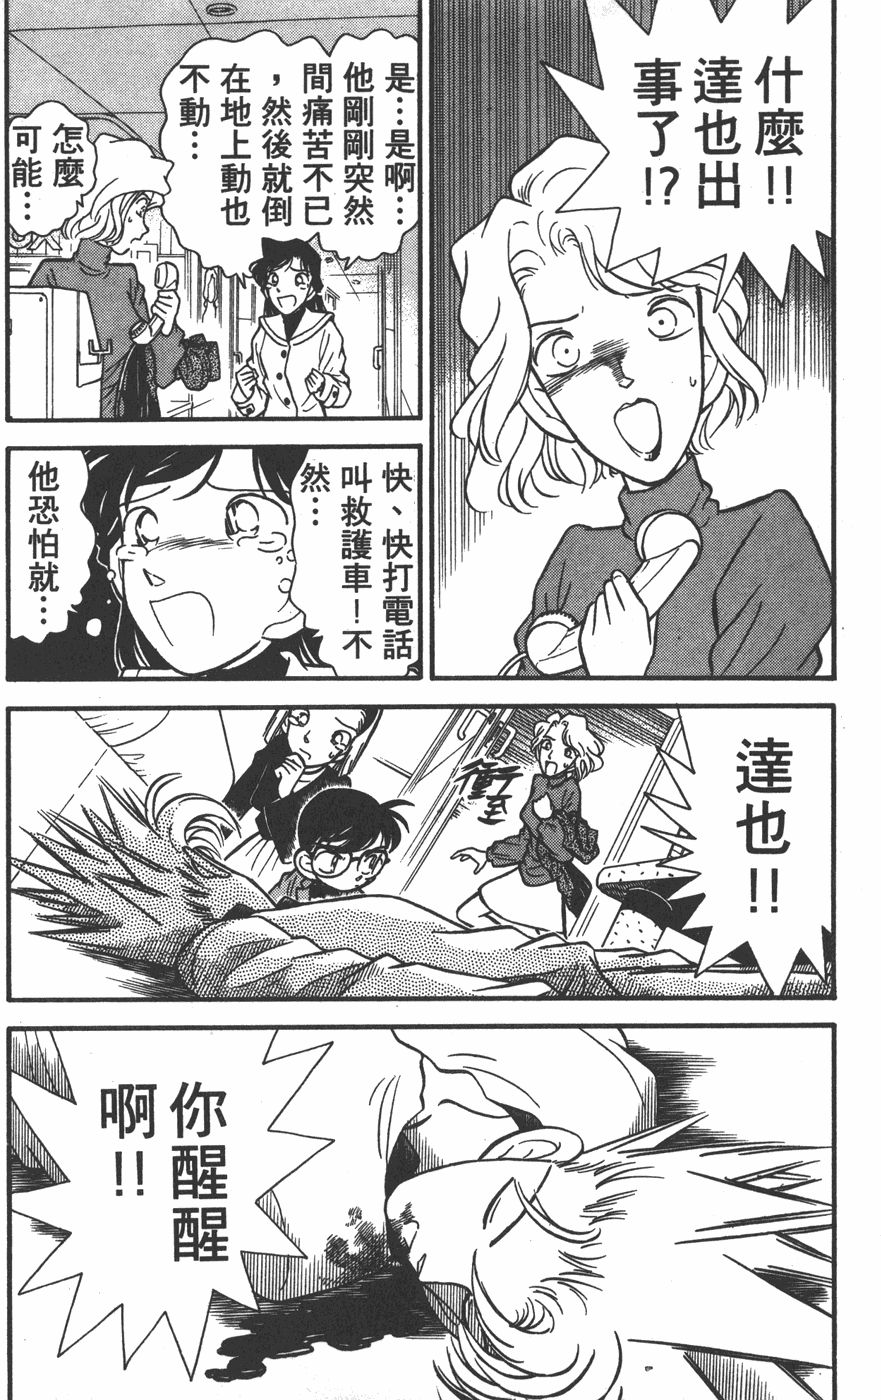 什麼!!
達也出
事了!?
是…是啊…
他剛剛突然
間痛苦不已
，然後就倒
在地上動也
不動…
怎麼
可能…
快、快打電話
叫救護車！不
然…
他恐怕就…
達也!!
衝至
你醒醒
啊!!